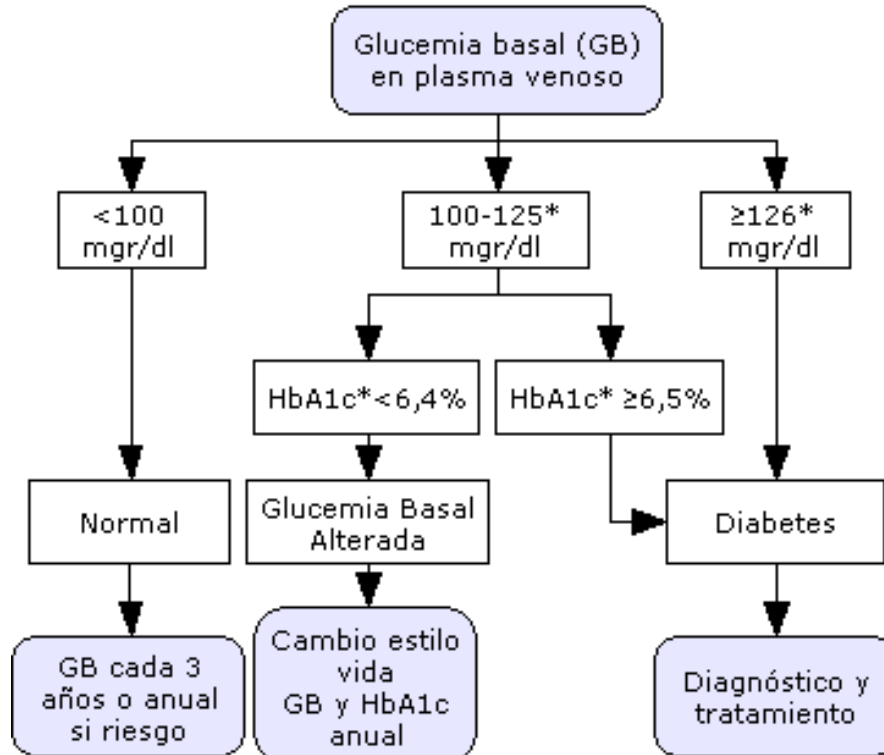 Glucemia basal (GB)
en plasma venoso
<100
mgr/dl
100-125*
mgr/dl
≥126*
mgr/dl
HbA1c*<6,4%
HbA1c* ≥6,5%
Normal
Glucemia Basal
Alterada
Diabetes
GB cada 3
años o anual
si riesgo
Cambio estilo
vida
GB y HbA1c
anual
Diagnóstico y
tratamiento